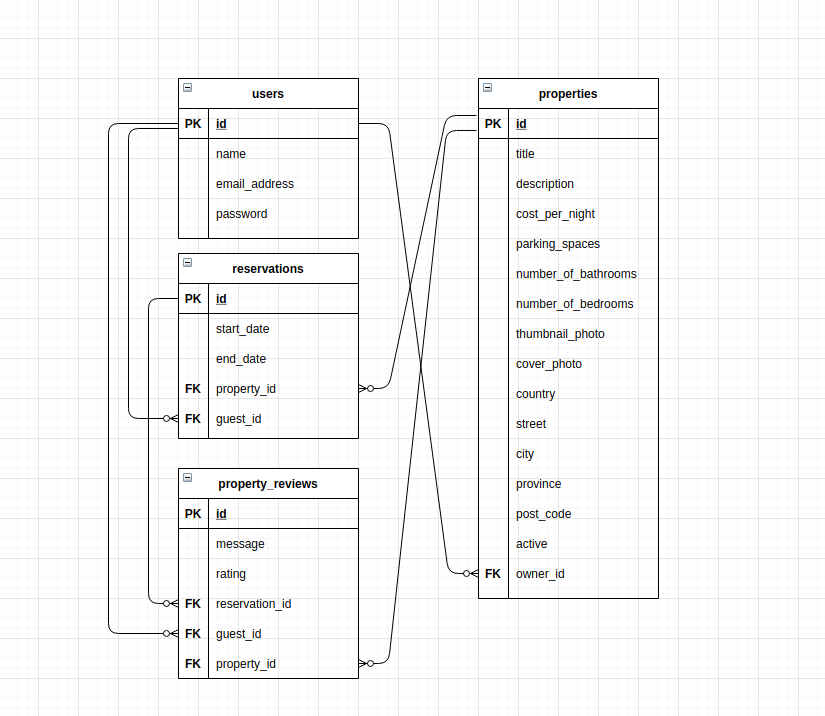 users
PK id
name
email_address
password
reservations
PK id
start_date
end_date
FK property_id
FK guest_id
property_reviews
PK id
message
rating
FK reservation_id
FK guest_id
FK property_id
properties
PK id
title
description
cost_per_night
parking_spaces
number_of_bathrooms
number_of_bedrooms
thumbnail_photo
cover_photo
country
street
city
province
post_code
active
FK owner_id